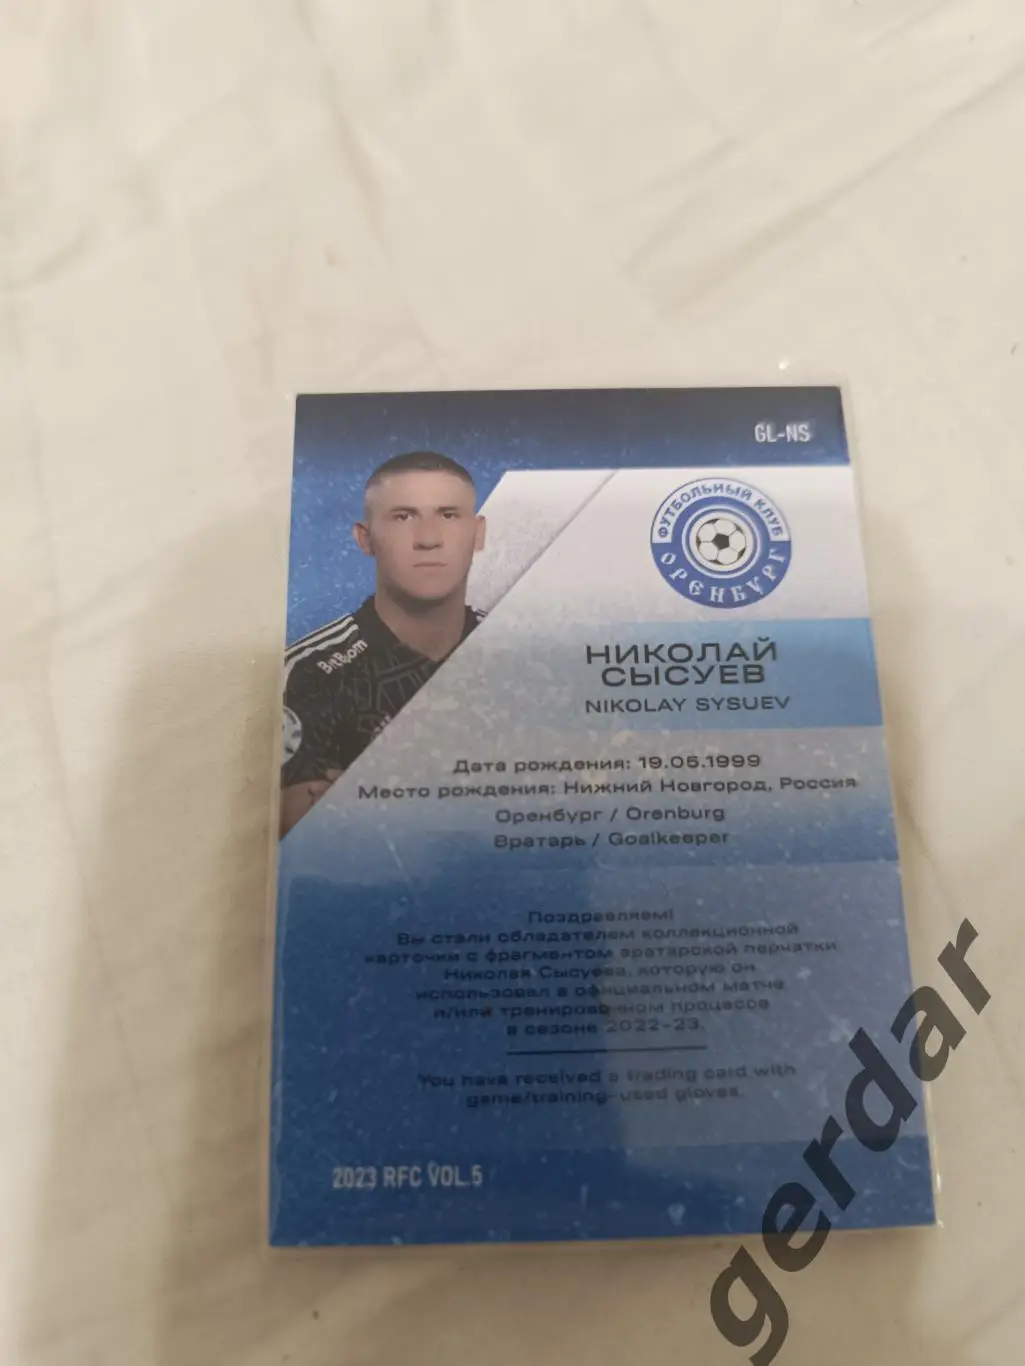 GL-NS
ФУТБОЛЬНЫЙ КЛУБ
ОРЕНБУРГ
BitBoom
НИКОЛАЙ
СЫСУЕВ
NIKOLAY SYSUEV
Дата рождения: 19.05.1999
Место рождения: Нижний Новгород, Россия
Оренбург / Orenburg
Вратарь / Goalkeeper
Поздравляем!
Вы стали обладателем коллекционной
карточки с фрагментом вратарской перчатки
Николая Сысуева, которую он
использовал в официальном матче
и/или тренировочном процессе
в сезоне 2022-23.
You have received a trading card with
game/training-used gloves.
2023 RFC VOL.5
gerdar